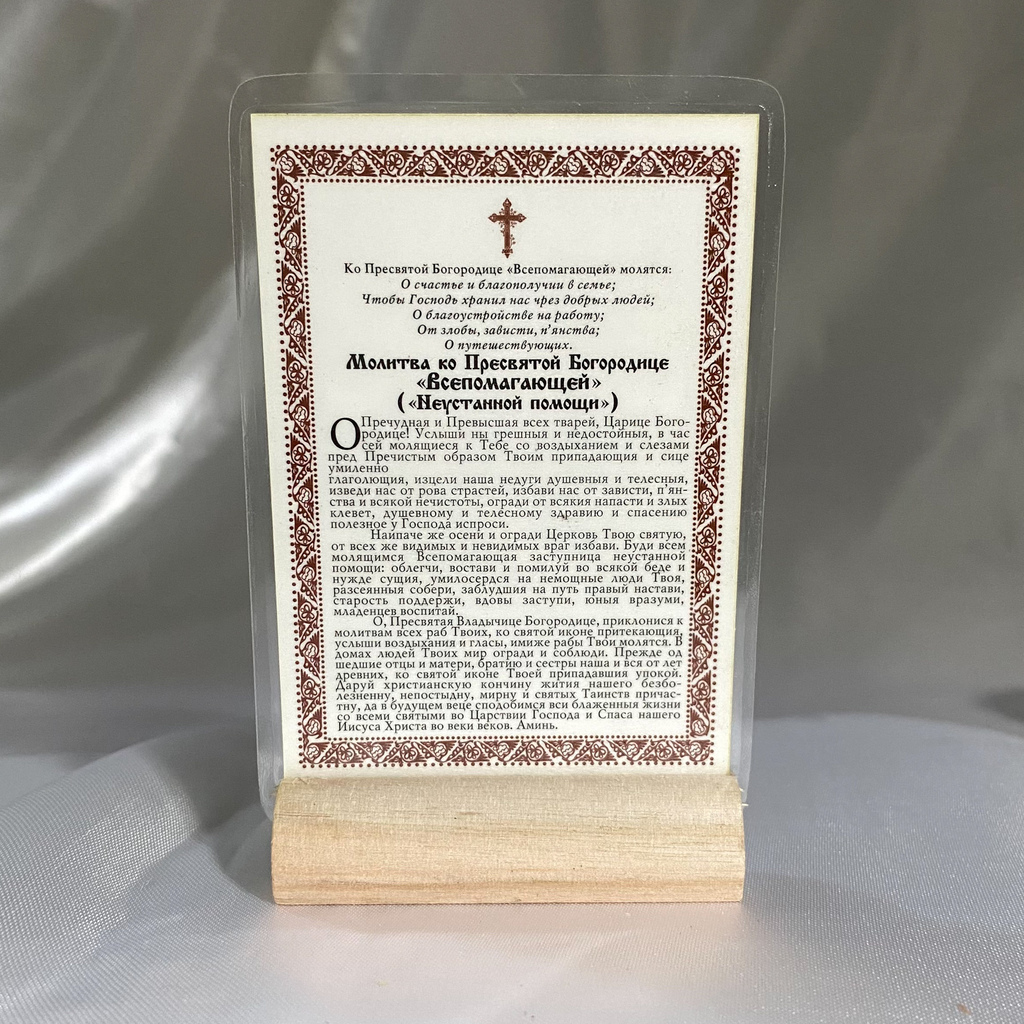 Ко Пресвятой Богородице «Всепомагающей» молятся:
О счастье и благополучии в семье;
Чтобы Господь хранил нас чрез добрых людей;
О благоустройстве на работу;
От злобы, зависти, п'янства;
О путешествующих.
Молитва ко Пресвятой Богородице
«Всепомагающей»
(«Неустанной помощи»)
О Пречудная и Превысшая всех тварей, Царице Бого-
родице! Услыши ны грешныя и недостойныя, в час
сей молящиеся к Тебе со воздыханием и слезами
пред Пречистым образом Твоим припадающия и сице
умиленно
глаголющия, изцели наша недуги душевныя и телесныя,
изведи нас от рова страстей, избави нас от зависти, п'ян-
ства и всякой нечистоты, огради от всякия напасти и злых
клевет, душевному и телесному здравию и спасению
полезное у Господа испроси.
Наипаче же осени и огради Церковь Твою святую,
от всех же видимых и невидимых враг избави. Буди всем
молящимся Всепомагающая заступница неустанной
помощи: облегчи, востави и помилуй во всякой беде и
нужде сущия, умилосердся на немощные люди Твоя,
разсеянныя собери, заблудшия на путь правый настави,
старость поддержи, вдовы заступи, юныя вразуми,
младенцев воспитай.
О, Пресвятая Владычице Богородице, приклонися к
молитвам всех раб Твоих, ко святой иконе притекающия,
услыши воздыхания и гласы, имиже рабы Твои молятся. В
домах людей Твоих мир огради и соблюди. Прежде од
шедшие отцы и матери, братию и сестры наша и вся от лет
древних, ко святой иконе Твоей припадавшия упокой.
Даруй христианскую кончину жития нашего безбо-
лезненну, непостыдну, мирну и святых Таинств причас-
тну, да в будущем веце сподобимся вси блаженныя жизни
со всеми святыми во Царствии Господа и Спаса нашего
Иисуса Христа во веки веков. Аминь.